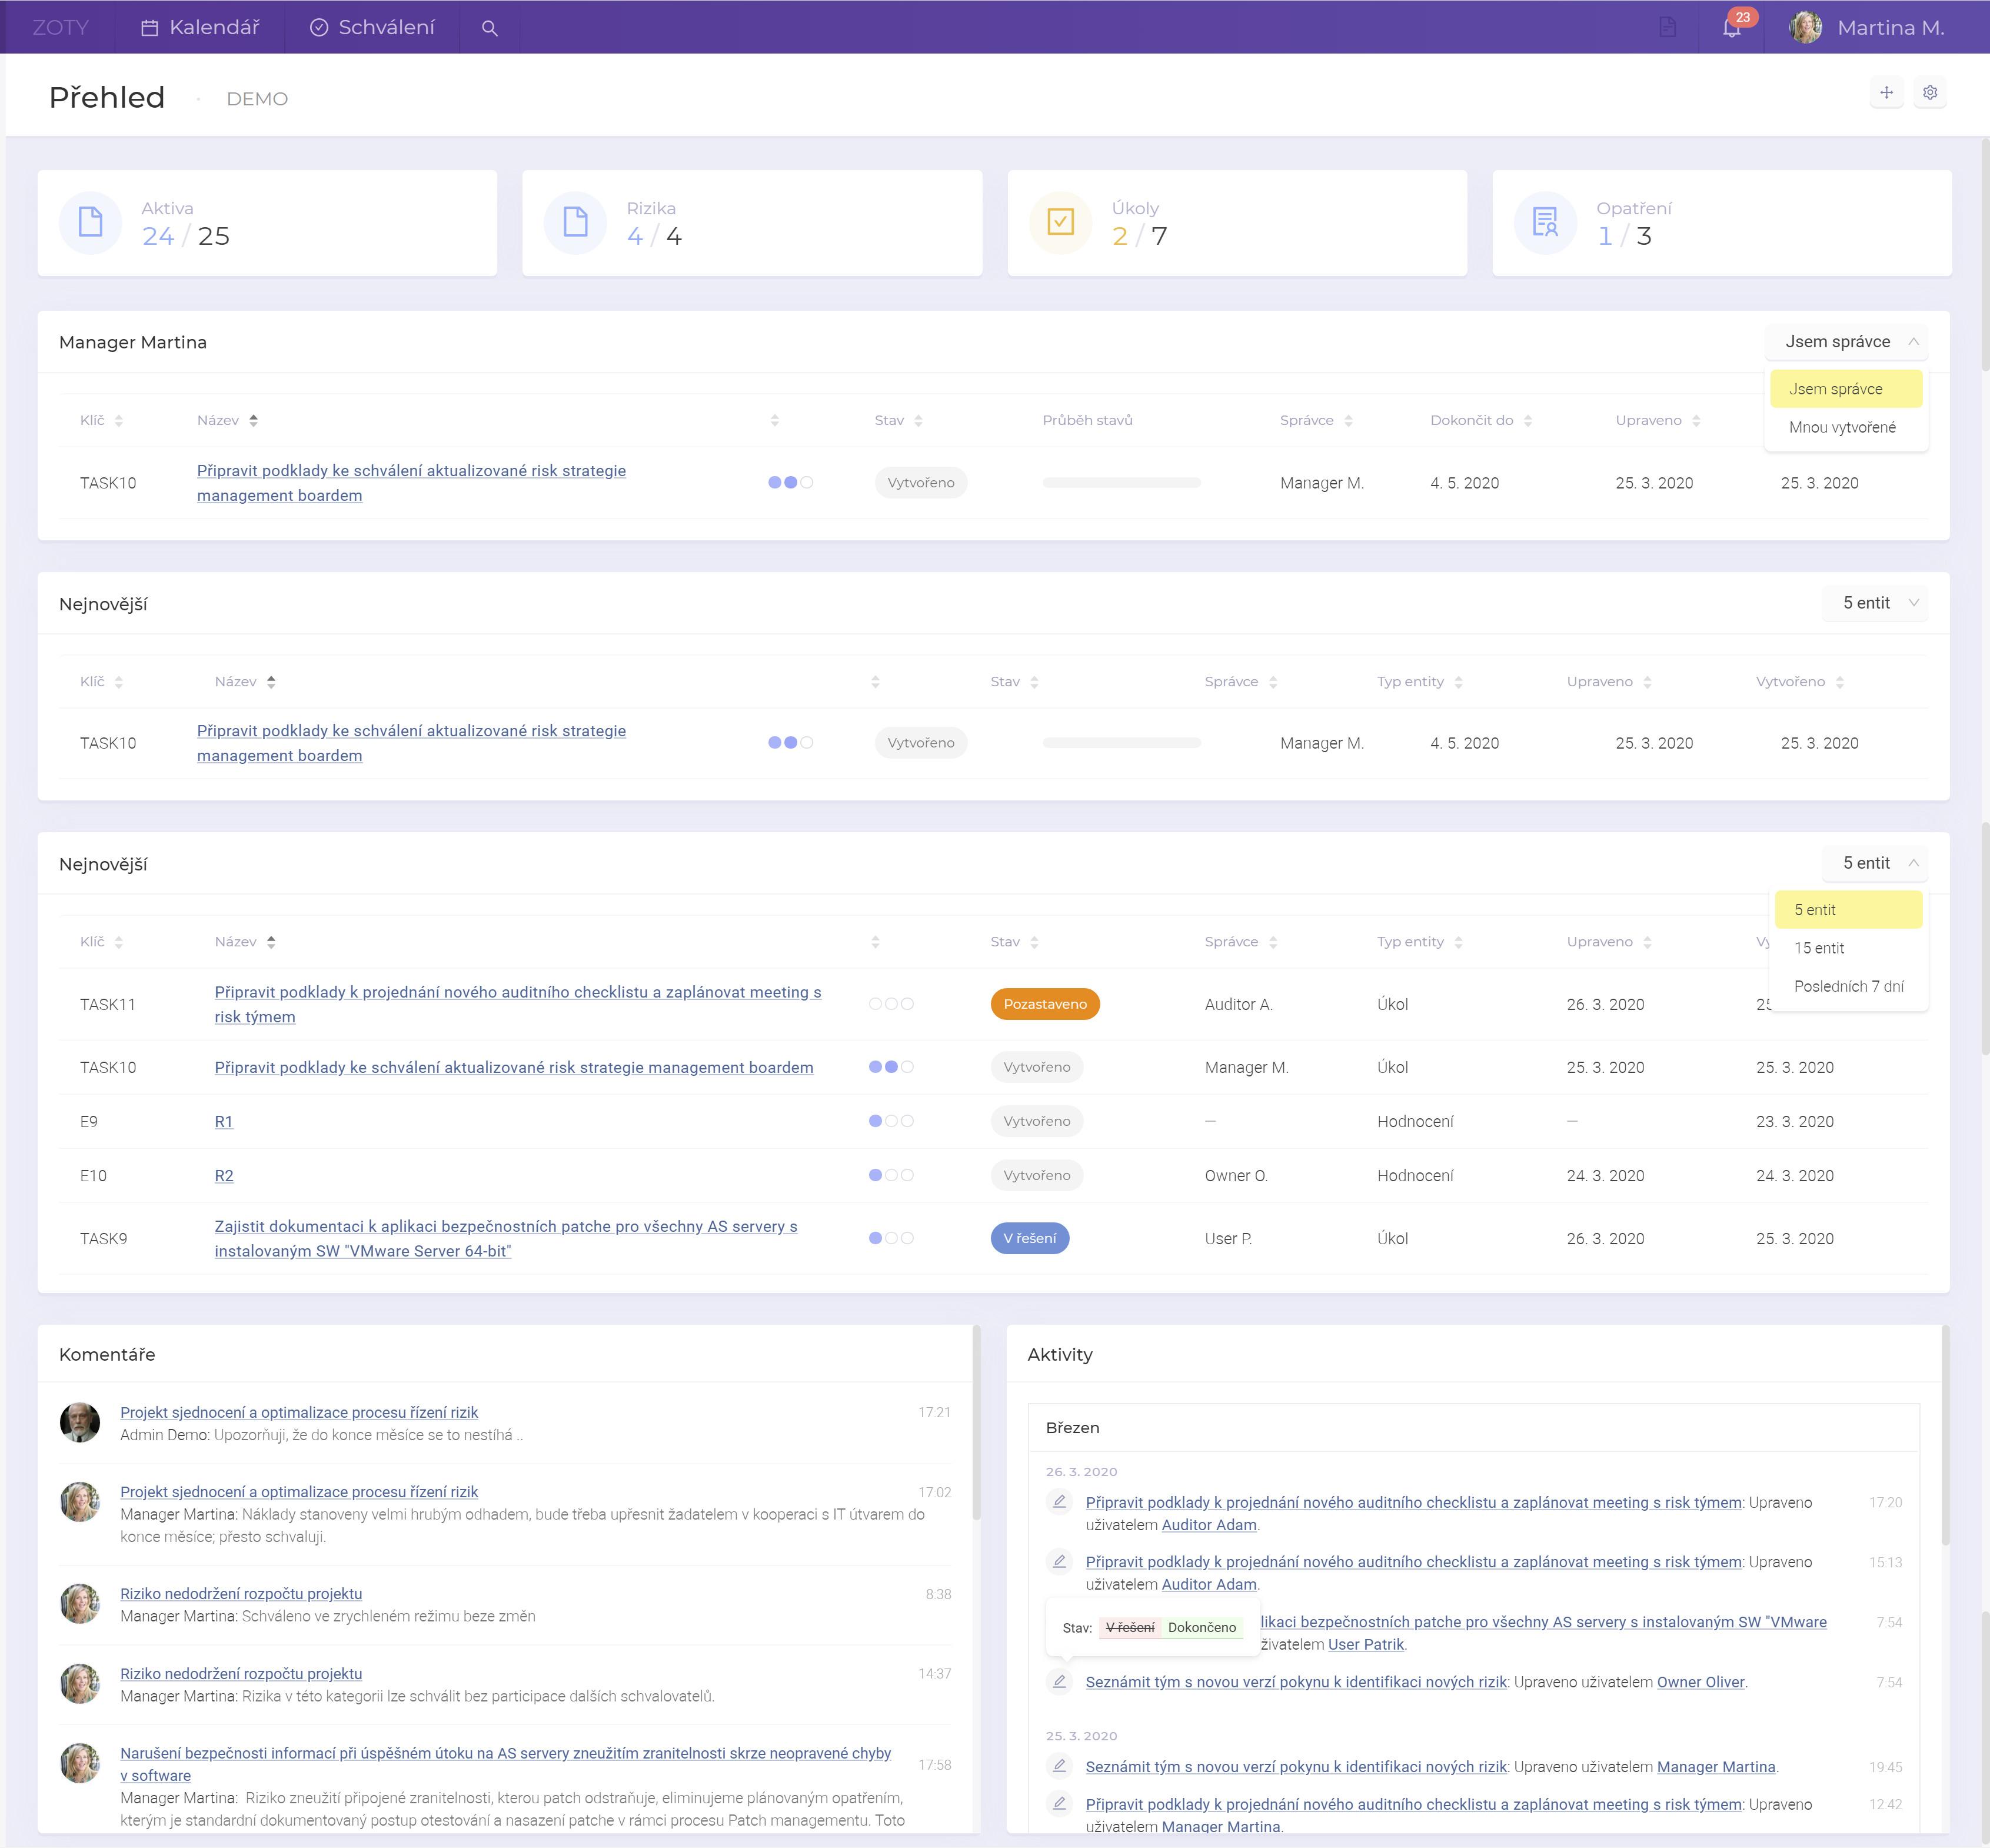 ZOTY
Kalendář
Schválení
23
Martina M.
Přehled · DEMO
Aktiva
24 / 25
Rizika
4 / 4
Úkoly
2 / 7
Opatření
1 / 3
Manager Martina
Jsem správce
Jsem správce
Mnou vytvořené
Klíč Název Stav Průběh stavů Správce Dokončit do Upraveno
TASK10 Připravit podklady ke schválení aktualizované risk strategie
management boardem
Vytvořeno Manager M. 4. 5. 2020 25. 3. 2020 25. 3. 2020
Nejnovější
5 entit
Klíč Název Stav Správce Typ entity Upraveno Vytvořeno
TASK10 Připravit podklady ke schválení aktualizované risk strategie
management boardem
Vytvořeno Manager M. 4. 5. 2020 25. 3. 2020 25. 3. 2020
Nejnovější
5 entit
5 entit
15 entit
Posledních 7 dní
Klíč Název Stav Správce Typ entity Upraveno
TASK11 Připravit podklady k projednání nového auditního checklistu a zaplánovat meeting s
risk týmem
Pozastaveno Auditor A. Úkol 26. 3. 2020
TASK10 Připravit podklady ke schválení aktualizované risk strategie management boardem Vytvořeno Manager M. Úkol 25. 3. 2020 25. 3. 2020
E9 R1 Vytvořeno — Hodnocení — 23. 3. 2020
E10 R2 Vytvořeno Owner O. Hodnocení 24. 3. 2020 24. 3. 2020
TASK9 Zajistit dokumentaci k aplikaci bezpečnostních patche pro všechny AS servery s
instalovaným SW "VMware Server 64-bit"
V řešení User P. Úkol 26. 3. 2020 25. 3. 2020
Komentáře
Projekt sjednocení a optimalizace procesu řízení rizik 17:21
Admin Demo: Upozorňuji, že do konce měsíce se to nestíhá ..
Projekt sjednocení a optimalizace procesu řízení rizik 17:02
Manager Martina: Náklady stanoveny velmi hrubým odhadem, bude třeba upřesnit žadatelem v kooperaci s IT útvarem do
konce měsíce; přesto schvaluji.
Riziko nedodržení rozpočtu projektu 8:38
Manager Martina: Schváleno ve zrychleném režimu beze změn
Riziko nedodržení rozpočtu projektu 14:37
Manager Martina: Rizika v této kategorii lze schválit bez participace dalších schvalovatelů.
Narušení bezpečnosti informací při úspěšném útoku na AS servery zneužitím zranitelnosti skrze neopravené chyby
v software
17:58
Manager Martina: Riziko zneužití připojené zranitelnosti, kterou patch odstraňuje, eliminujeme plánovaným opatřením,
kterým je standardní dokumentovaný postup otestování a nasazení patche v rámci procesu Patch managementu. Toto
Aktivity
Březen
26. 3. 2020
Připravit podklady k projednání nového auditního checklistu a zaplánovat meeting s risk týmem: Upraveno 17:20
uživatelem Auditor Adam.
Připravit podklady k projednání nového auditního checklistu a zaplánovat meeting s risk týmem: Upraveno 15:13
uživatelem Auditor Adam.
Stav: V řešení Dokončeno
likaci bezpečnostních patche pro všechny AS servery s instalovaným SW "VMware 7:54
živatelem User Patrik.
Seznámit tým s novou verzí pokynu k identifikaci nových rizik: Upraveno uživatelem Owner Oliver. 7:54
25. 3. 2020
Seznámit tým s novou verzí pokynu k identifikaci nových rizik: Upraveno uživatelem Manager Martina. 19:45
Připravit podklady k projednání nového auditního checklistu a zaplánovat meeting s risk týmem: Upraveno 12:42
uživatelem Manager Martina.